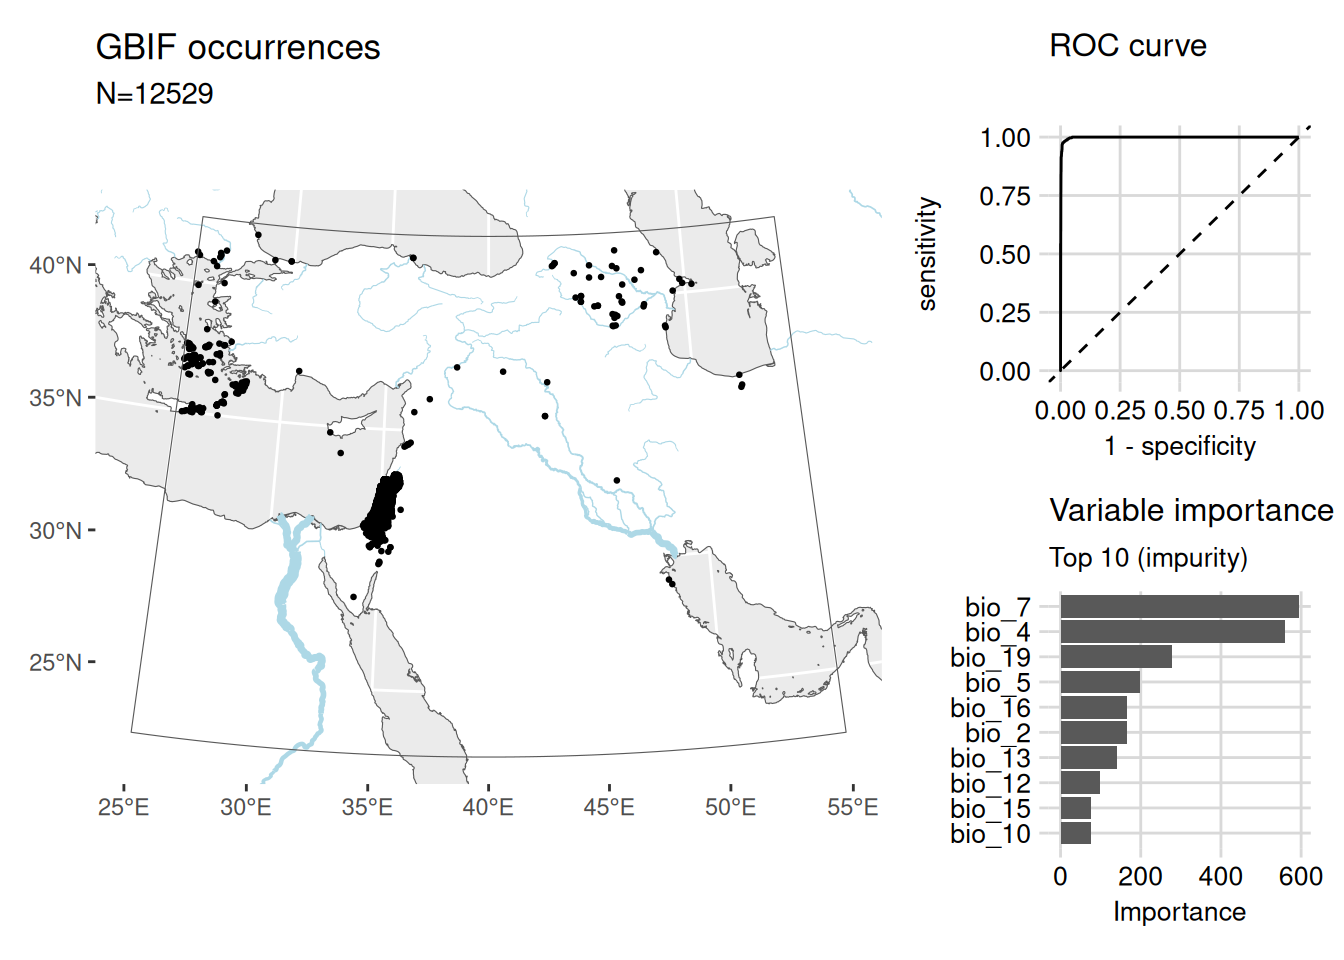 GBIF occurrences
N=12529
40°N
35°N
30°N
25°N
25°E 30°E 35°E 40°E 45°E 50°E 55°E
ROC curve
sensitivity
1.00
0.75
0.50
0.25
0.00
0.00 0.25 0.50 0.75 1.00
1 - specificity
Variable importance
Top 10 (impurity)
bio_7
bio_4
bio_19
bio_5
bio_16
bio_2
bio_13
bio_12
bio_15
bio_10
0 200 400 600
Importance